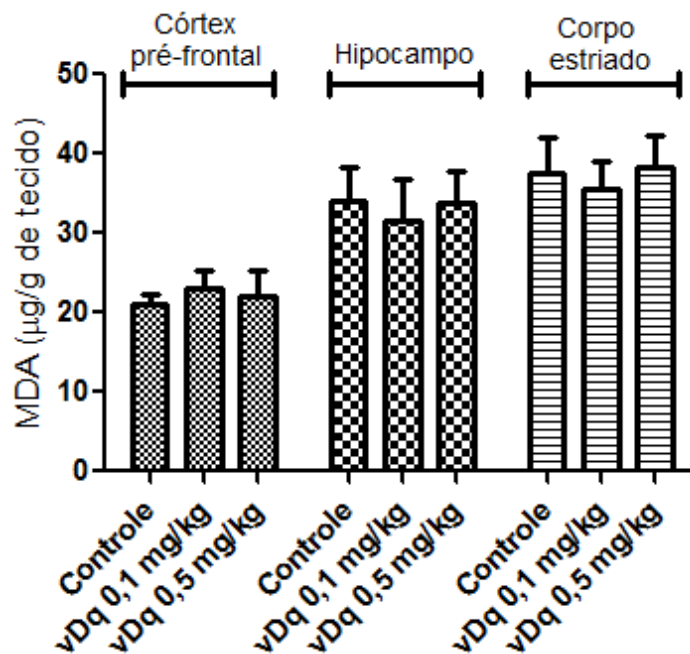 Córtex
pré-frontal
Hipocampo
Corpo
estriado
MDA (μg/g de tecido)
50
40
30
20
10
0
Controle
vDq 0,1 mg/kg
vDq 0,5 mg/kg
Controle
vDq 0,1 mg/kg
vDq 0,5 mg/kg
Controle
vDq 0,1 mg/kg
vDq 0,5 mg/kg